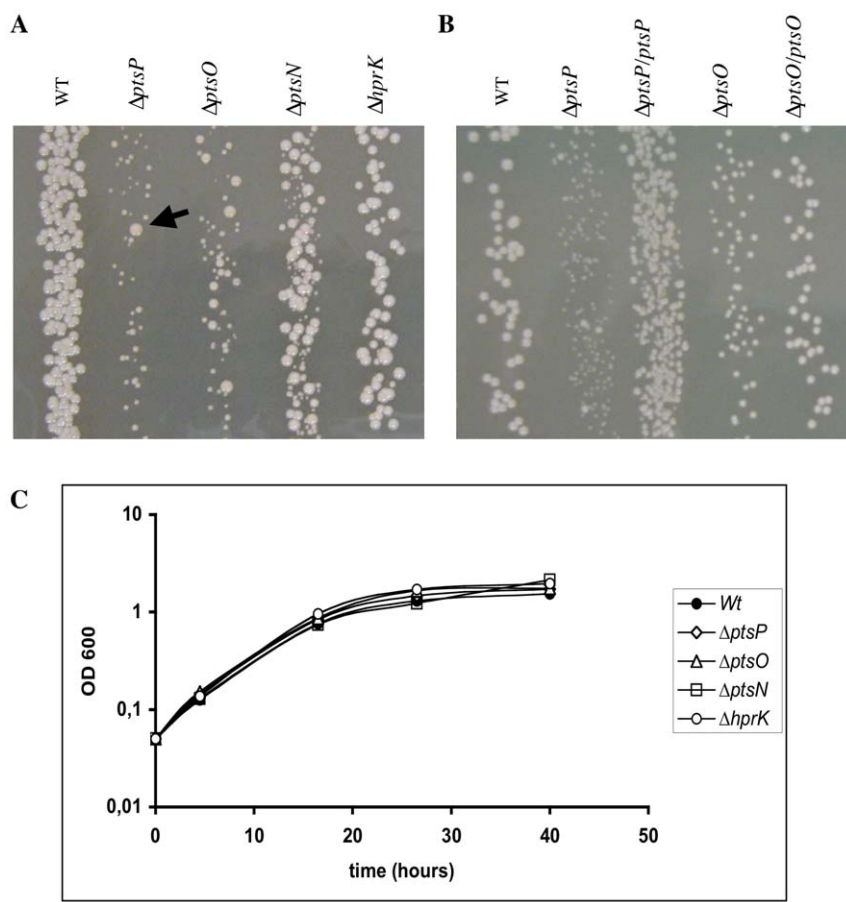 A
WT
ΔptsP
ΔptsO
ΔptsN
ΔhprK
B
WT
ΔptsP
ΔptsP/ptsP
ΔptsO
ΔptsO/ptsO
C
10
1
0,1
0,01
OD 600
0
10
20
30
40
50
time (hours)
Wt
ΔptsP
ΔptsO
ΔptsN
ΔhprK